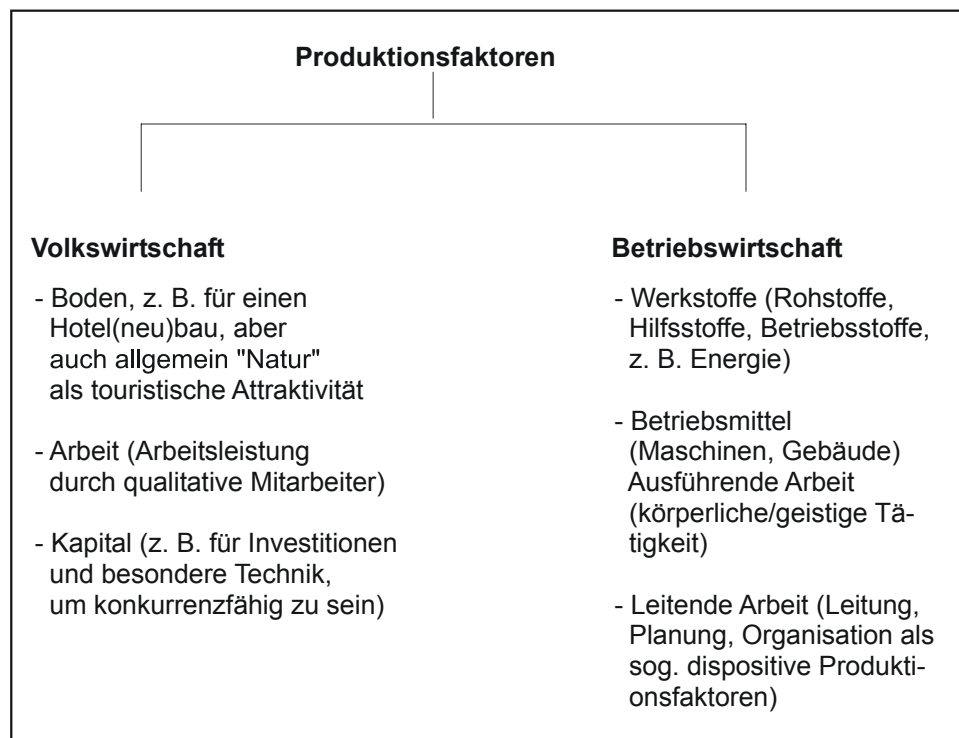 Produktionsfaktoren
Volkswirtschaft
- Boden, z. B. für einen
Hotel(neu)bau, aber
auch allgemein "Natur"
als touristische Attraktivität
- Arbeit (Arbeitsleistung
durch qualitative Mitarbeiter)
- Kapital (z. B. für Investitionen
und besondere Technik,
um konkurrenzfähig zu sein)
Betriebswirtschaft
- Werkstoffe (Rohstoffe,
Hilfsstoffe, Betriebsstoffe,
z. B. Energie)
- Betriebsmittel
(Maschinen, Gebäude)
Ausführende Arbeit
(körperliche/geistige Tä-
tigkeit)
- Leitende Arbeit (Leitung,
Planung, Organisation als
sog. dispositive Produkti-
onsfaktoren)